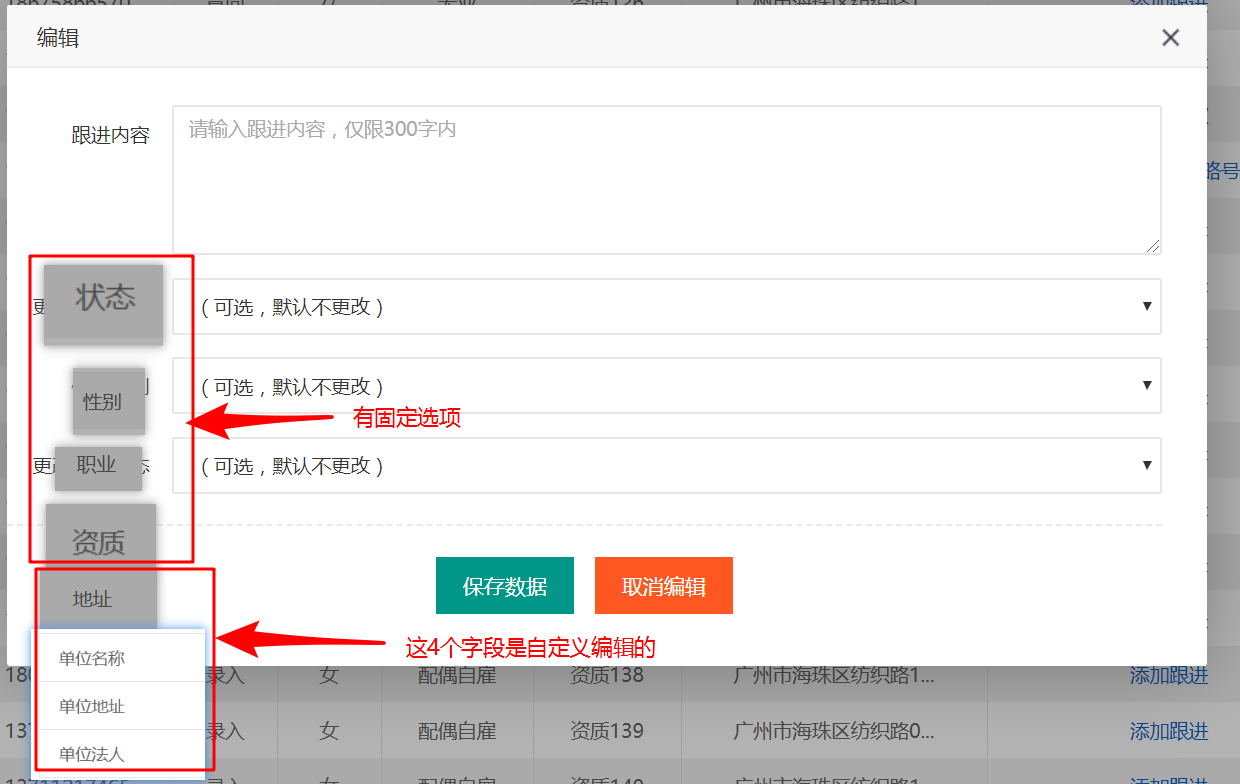 编辑
跟进内容
请输入跟进内容，仅限300字内
状态
（可选，默认不更改）
性别
（可选，默认不更改）
有固定选项
职业
（可选，默认不更改）
资质
地址
保存数据
取消编辑
这4个字段是自定义编辑的
单位名称
单位地址
单位法人
录入 女 配偶自雇 资质138 广州市海珠区纺织路1... 添加跟进
录入 女 配偶自雇 资质139 广州市海珠区纺织路0... 添加跟进